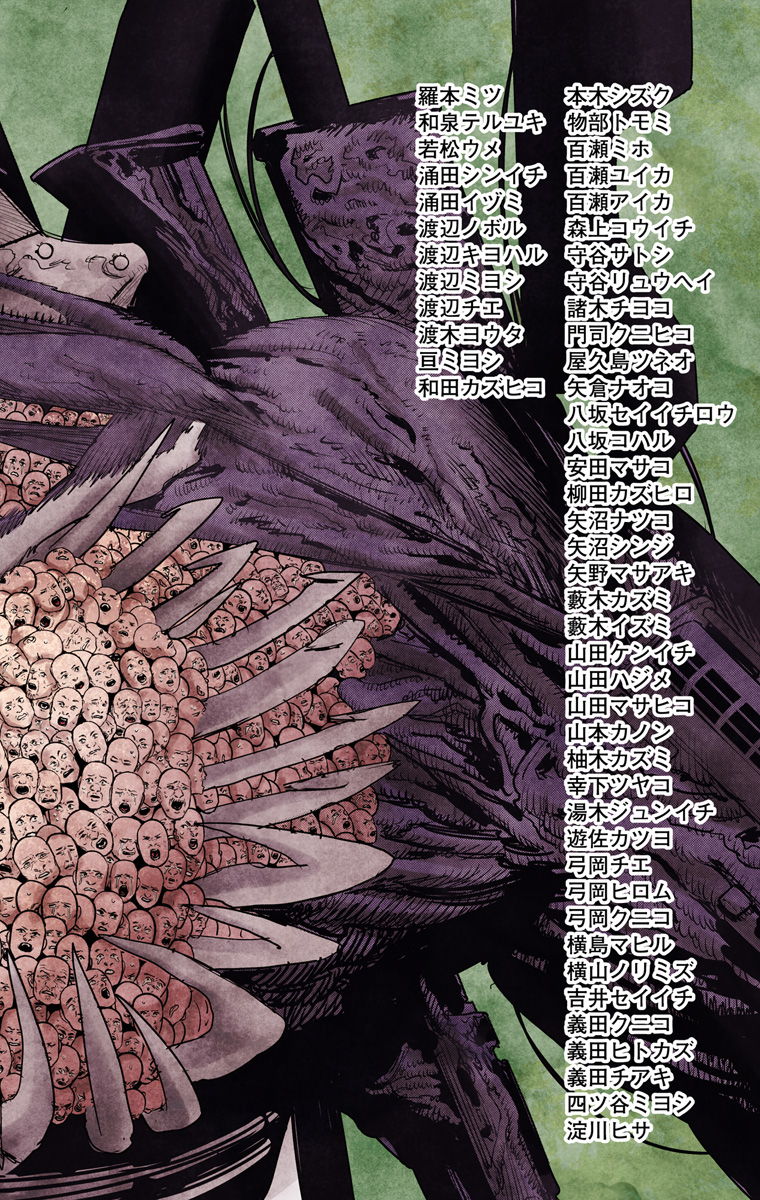 本木シズク
物部トモミ
百瀬ミホ
百瀬ユイカ
百瀬アイカ
森上コウイチ
守谷サトシ
守谷リュウヘイ
諸木チヨコ
門司クニヒコ
屋久島ツネオ
矢倉ナオコ
八坂セイイチロウ
八坂コハル
安田マサコ
柳田カズヒロ
矢沼ナツコ
矢沼シンジ
矢野マサアキ
藪木カズミ
藪木イズミ
山田ケンイチ
山田ハジメ
山田マサヒコ
山本カノン
柚木カズミ
幸下ツヤコ
湯木ジュンイチ
遊佐カツヨ
弓岡チエ
弓岡ヒロム
弓岡クニコ
横島マヒル
横山ノリミズ
吉井セイイチ
義田クニコ
義田ヒトカズ
義田チアキ
四ツ谷ミヨシ
淀川ヒサ
羅本ミツ
和泉テルユキ
若松ウメ
涌田シンイチ
涌田イヅミ
渡辺ノボル
渡辺キヨハル
渡辺ミヨシ
渡辺チエ
渡木ヨウタ
亘ミヨシ
和田カズヒコ